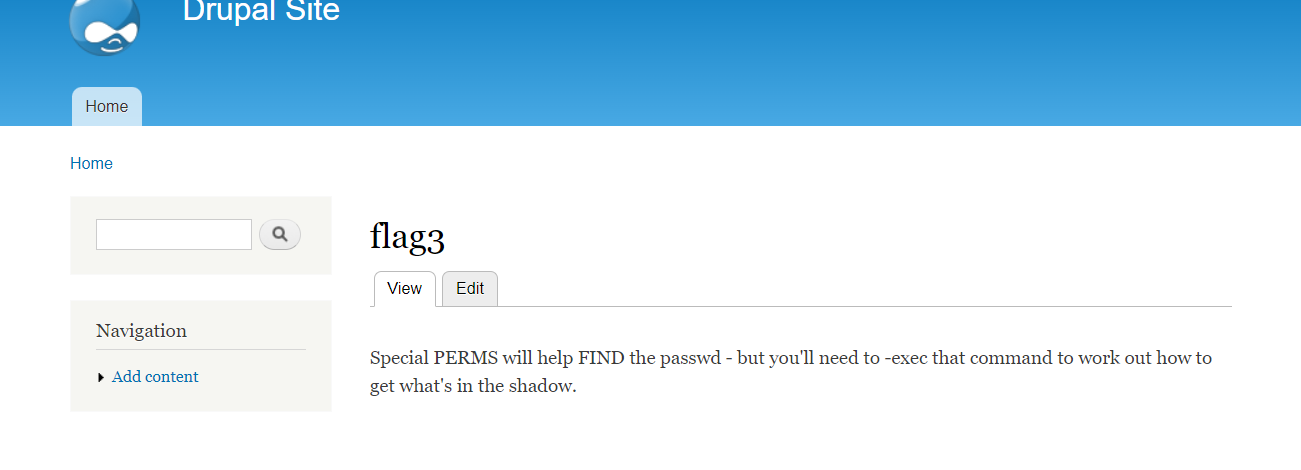 Drupal Site
Home
Home
flag3
View
Edit
Navigation
Add content
Special PERMS will help FIND the passwd - but you'll need to -exec that command to work out how to
get what's in the shadow.